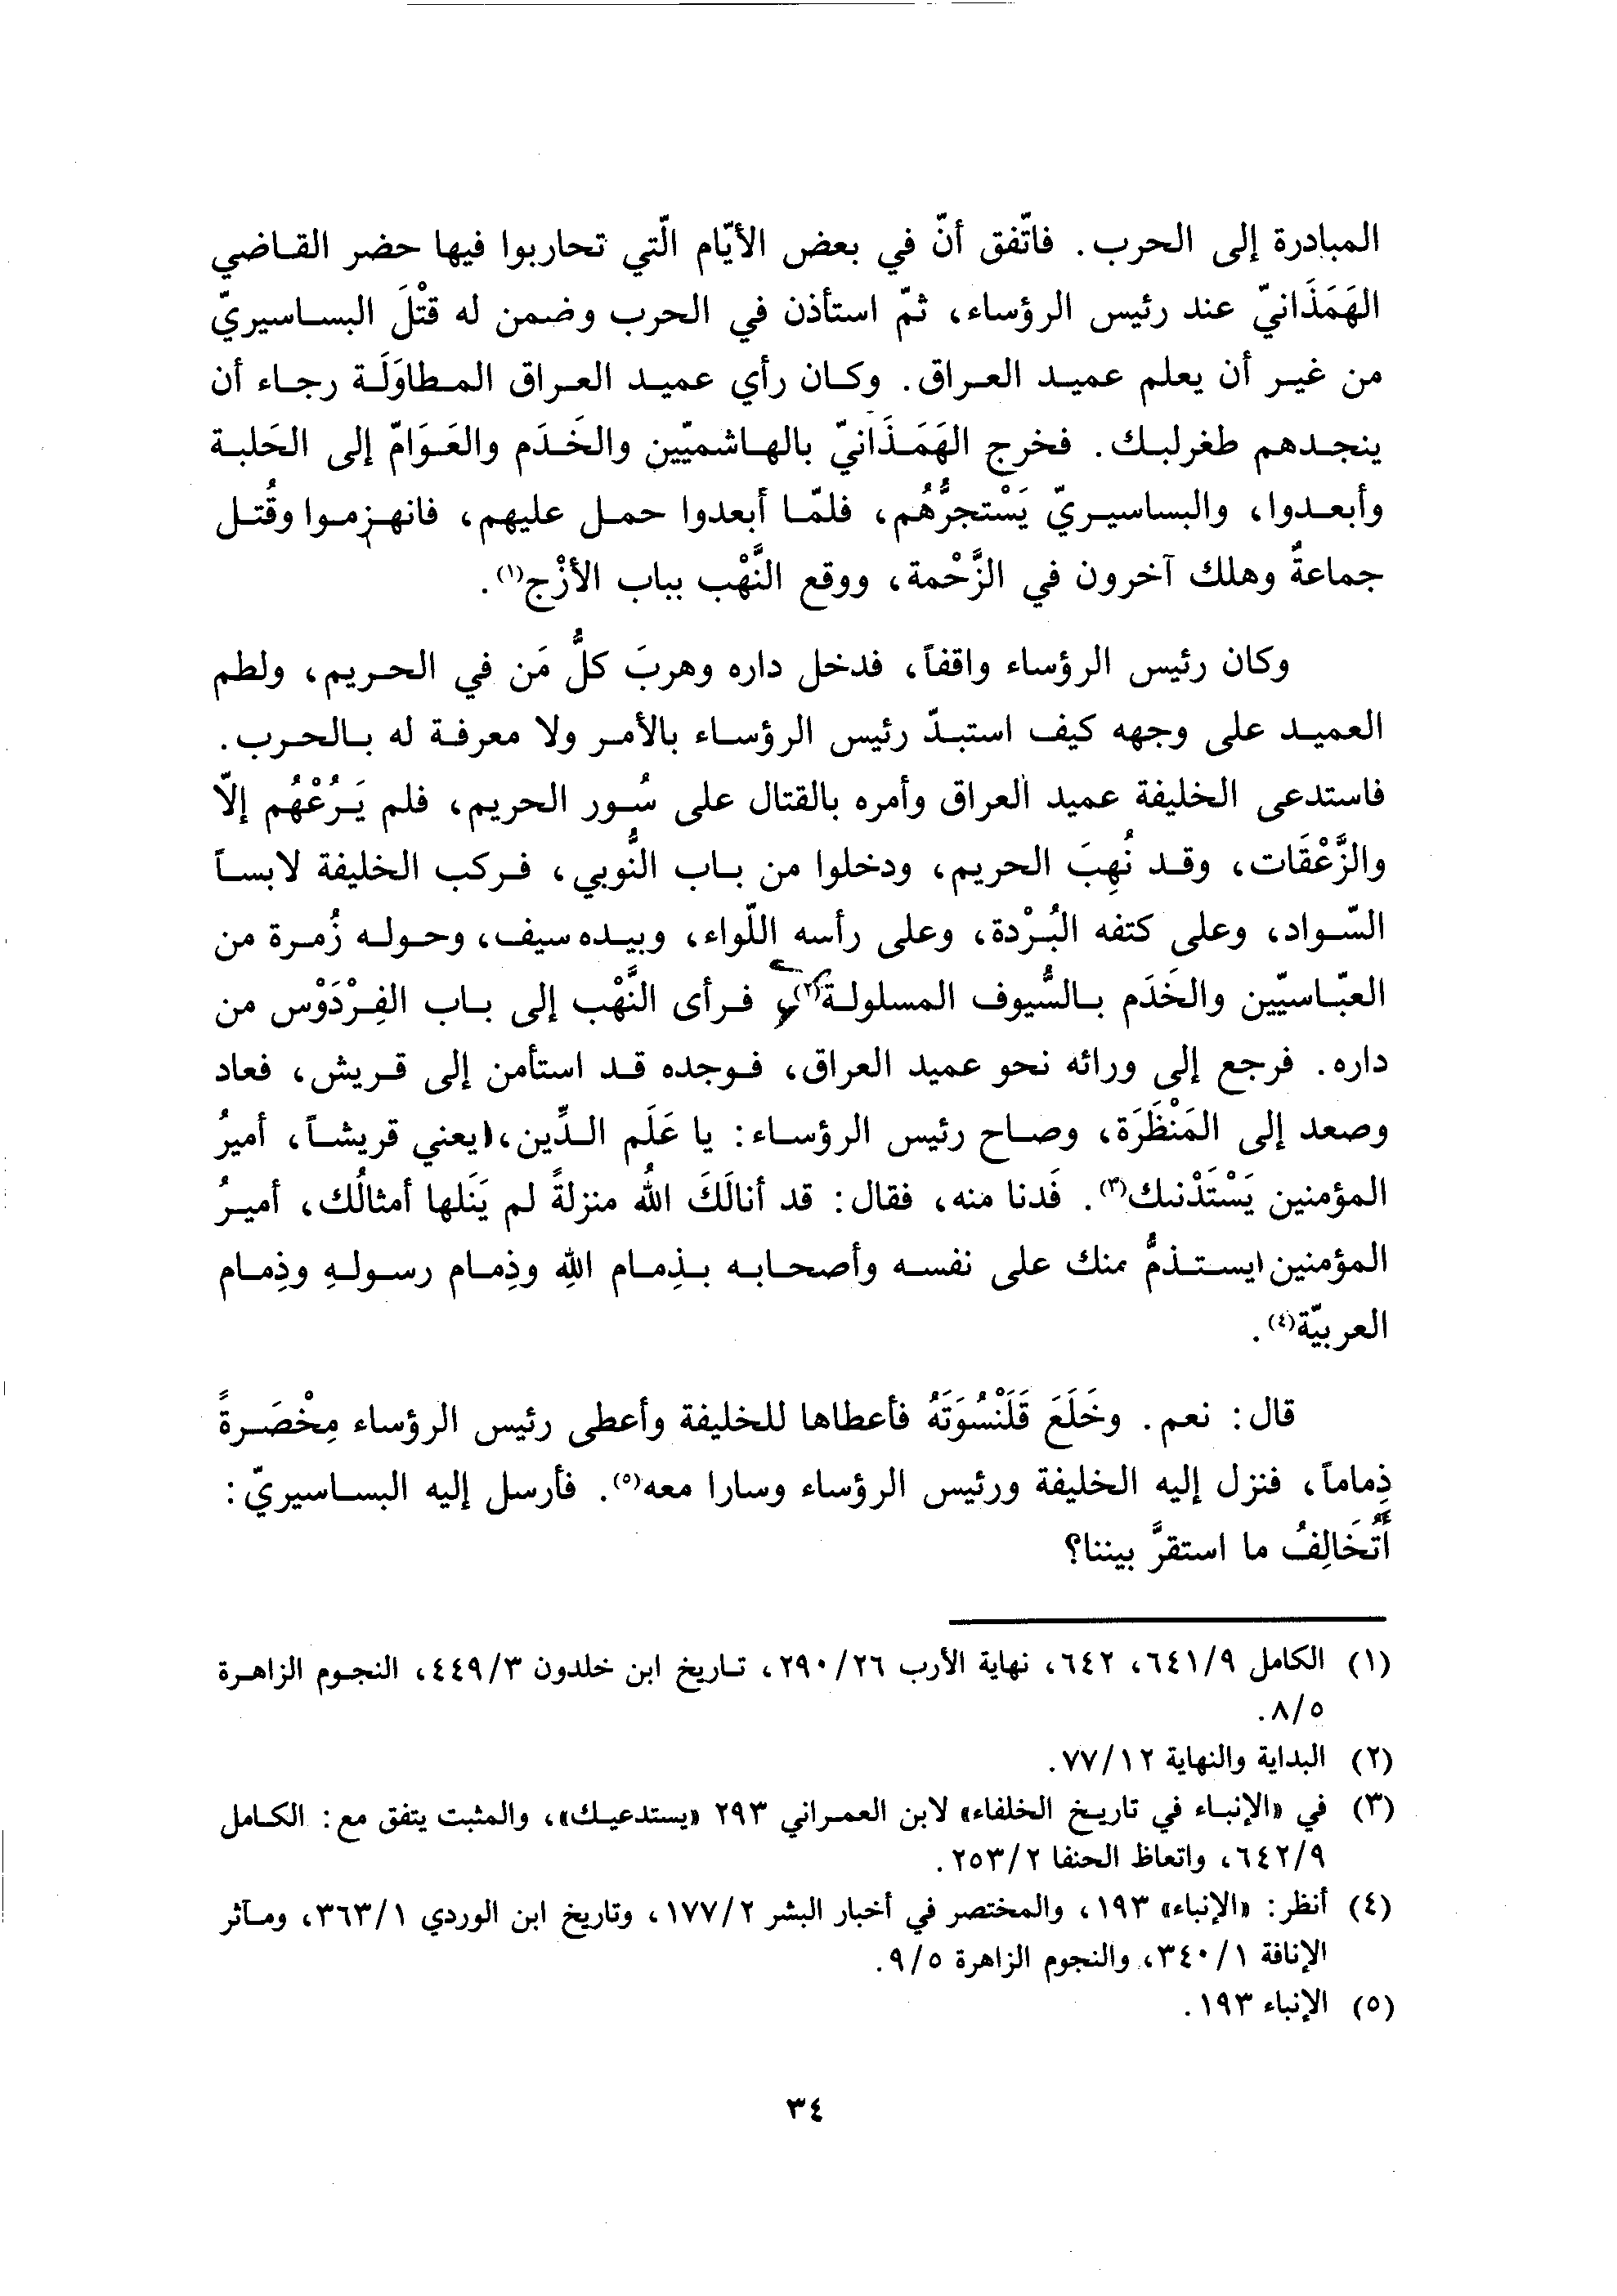 المبادرة إلى الحرب. فاتّفق أنّ في بعض الأيّام الّتي تحاربوا فيها حضر القاضي
الهَمَذَانيّ عند رئيس الرؤساء، ثمّ استأذن في الحرب وضمن له قتْلَ البساسيريّ
من غير أن يعلم عميد العراق. وكان رأي عميد العراق المطاوَلَة رجاء أن
ينجدهم طغرلبك. فخرج الهَمَذَانيّ بالهاشميّين والخَدَم والعَوَامّ إلى الحَلبة
وأبعدوا، والبساسيريّ يَسْتجرُّهُم، فلمّا أبعدوا حمل عليهم، فانهزموا وقُتل
جماعةٌ وهلك آخرون في الزَّحْمة، ووقع النَّهْب بباب الأزْج(١).
وكان رئيس الرؤساء واقفاً، فدخل داره وهربَ كلُّ مَن في الحريم، ولطم
العميد على وجهه كيف استبدّ رئيس الرؤساء بالأمر ولا معرفة له بالحرب.
فاستدعى الخليفة عميد العراق وأمره بالقتال على سُور الحريم، فلم يَرُعْهُم إلّا
والزَّعْقَات، وقد نُهِبَ الحريم، ودخلوا من باب النُّوبي، فركب الخليفة لابساً
السّواد، وعلى كتفه البُرْدة، وعلى رأسه اللّواء، وبيده سيف، وحوله زُمرة من
العبّاسيّين والخَدَم بالسُّيوف المسلولة(٢)، فرأى النَّهْب إلى باب الفِرْدَوْس من
داره. فرجع إلى ورائه نحو عميد العراق، فوجده قد استأمن إلى قريش، فعاد
وصعد إلى المَنْظَرَة، وصاح رئيس الرؤساء: يا عَلَم الدِّين، يعني قريشاً، أميرُ
المؤمنين يَسْتَدْنيك(٣). فَدنا منه، فقال: قد أنالَكَ اللهُ منزلةً لم يَنَلها أمثالُك، أميرُ
المؤمنين يستذمُّ منك على نفسه وأصحابه بذِمام اللهِ وذِمام رسولهِ وذِمام
العربيّة(٤).
قال: نعم. وخَلَعَ قَلَنْسُوَتَهُ فأعطاها للخليفة وأعطى رئيس الرؤساء مِخْصَرةً
ذِماماً، فنزل إليه الخليفة ورئيس الرؤساء وسارا معه(٥). فأرسل إليه البساسيريّ:
أَتُخَالِفُ ما استقرَّ بيننا؟
(١) الكامل ٦٤١/٩، ٦٤٢، نهاية الأرب ٢٩٠/٢٦، تاريخ ابن خلدون ٤٤٩/٣، النجوم الزاهرة
٨/٥.
(٢) البداية والنهاية ٧٧/١٢.
(٣) في «الإنباء في تاريخ الخلفاء» لابن العمراني ٢٩٣ «يستدعيك»، والمثبت يتفق مع: الكامل
٦٤٢/٩، واتعاظ الحنفا ٢٥٣/٢.
(٤) أنظر: «الإنباء» ١٩٣، والمختصر في أخبار البشر ١٧٧/٢، وتاريخ ابن الوردي ٣٦٣/١، ومآثر
الإنافة ٣٤٠/١، والنجوم الزاهرة ٩/٥.
(٥) الإنباء ١٩٣.
٣٤